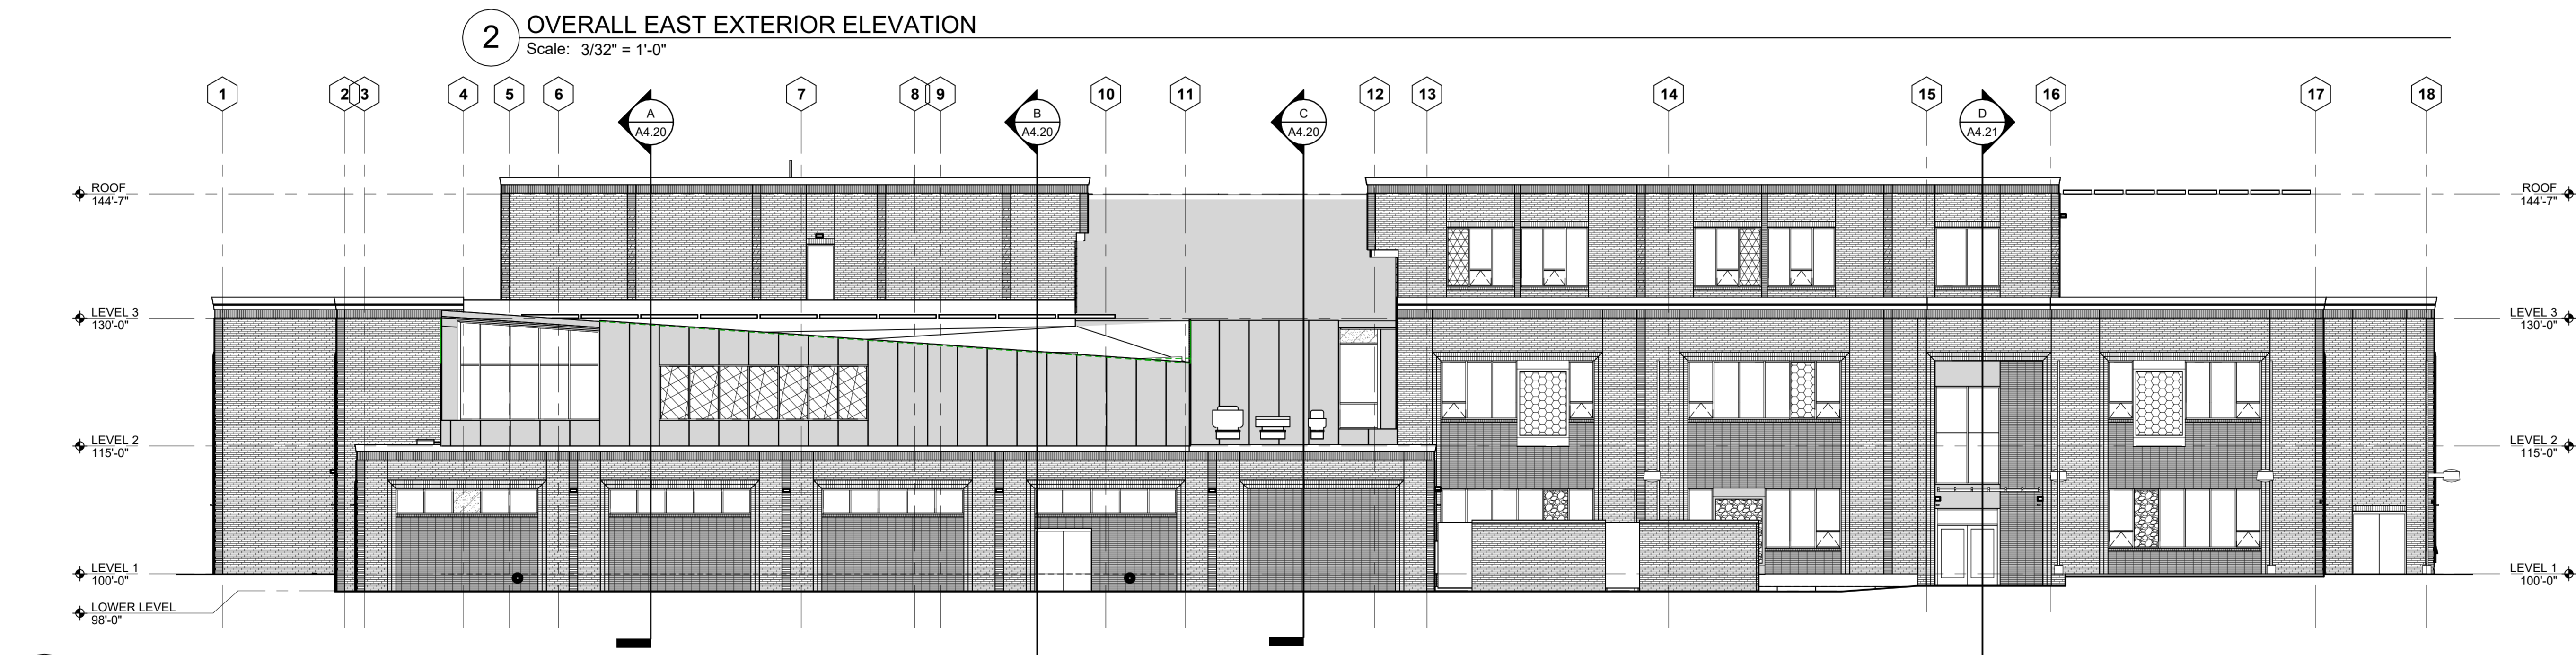 2 OVERALL EAST EXTERIOR ELEVATION
Scale: 3/32" = 1'-0"
1 2 3 4 5 6 7 8 9 10 11 12 13 14 15 16 17 18
A B C D
A4.20 A4.20 A4.20 A4.21
ROOF ROOF
144'-7" 144'-7"
LEVEL 3 LEVEL 3
130'-0" 130'-0"
LEVEL 2 LEVEL 2
115'-0" 115'-0"
LEVEL 1 LEVEL 1
100'-0" 100'-0"
LOWER LEVEL
98'-0"